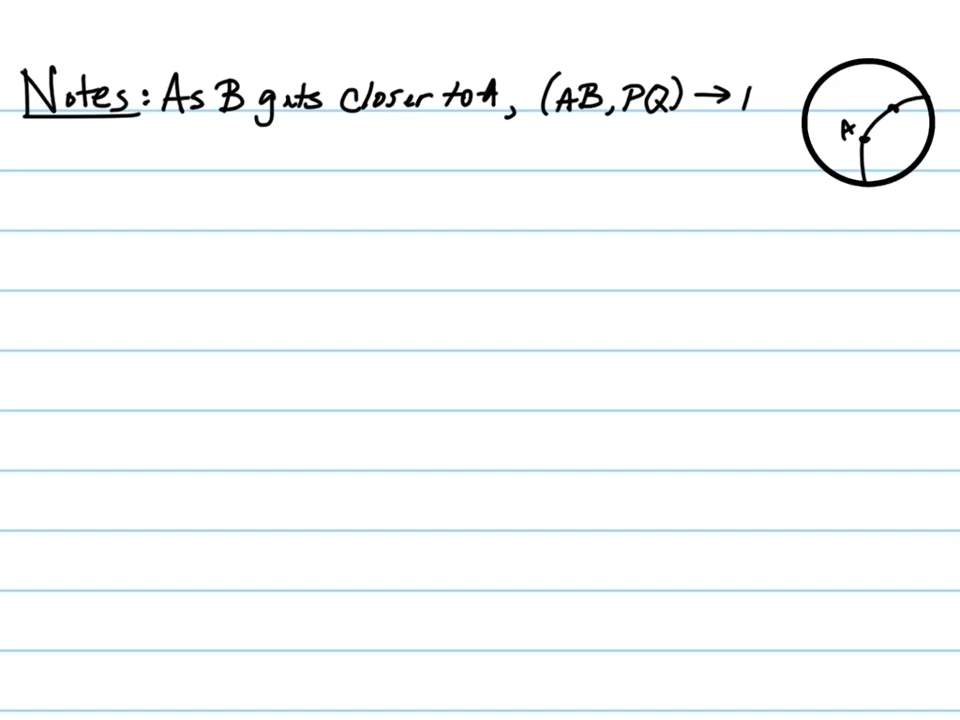 Notes: As B gets closer to A, (AB, PQ) → 1
A